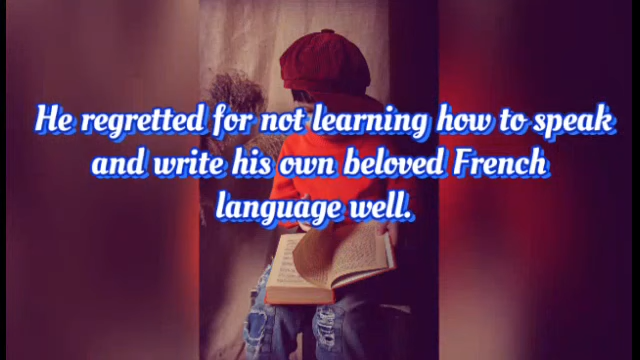 He regretted for not learning how to speak
and write his own beloved French
language well.